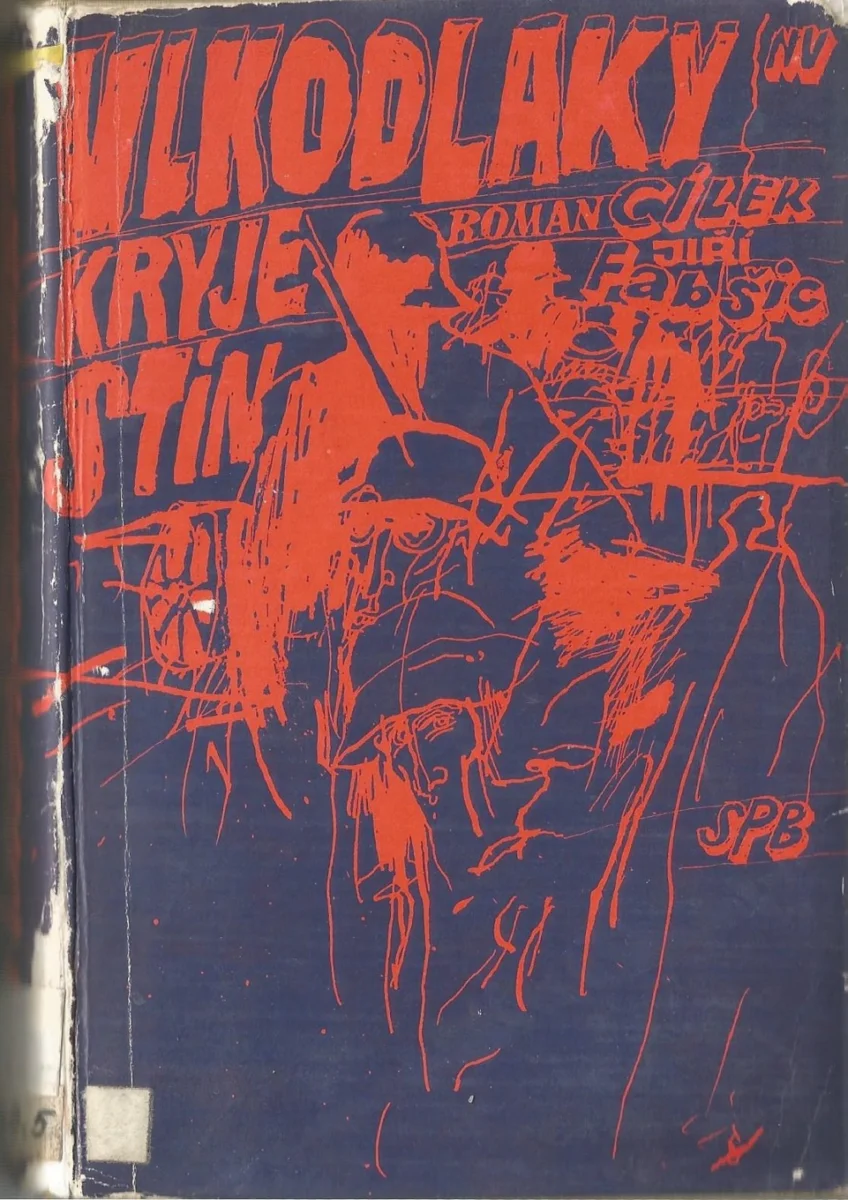 VLKODLAKY
NV
KRYJE
STÍN
ROMAN CÍLEK
JIŘÍ
Fabšic
SPB